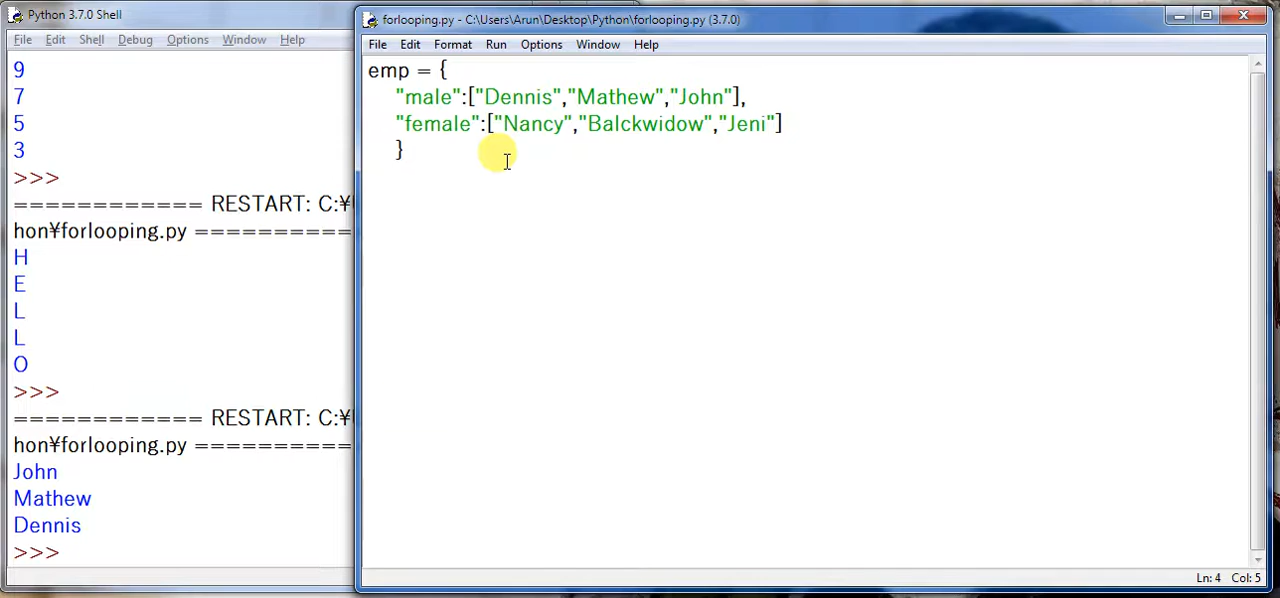 Python 3.7.0 Shell
File Edit Shell Debug Options Window Help
9
7
5
3
>>>
============ RESTART: C:¥
hon¥forlooping.py ==========
H
E
L
L
O
>>>
============ RESTART: C:¥
hon¥forlooping.py ==========
John
Mathew
Dennis
>>>
forlooping.py - C:\Users\Arun\Desktop\Python\forlooping.py (3.7.0)
File Edit Format Run Options Window Help
emp = {
"male":["Dennis","Mathew","John"],
"female":["Nancy","Balckwidow","Jeni"]
}
Ln: 4 Col: 5